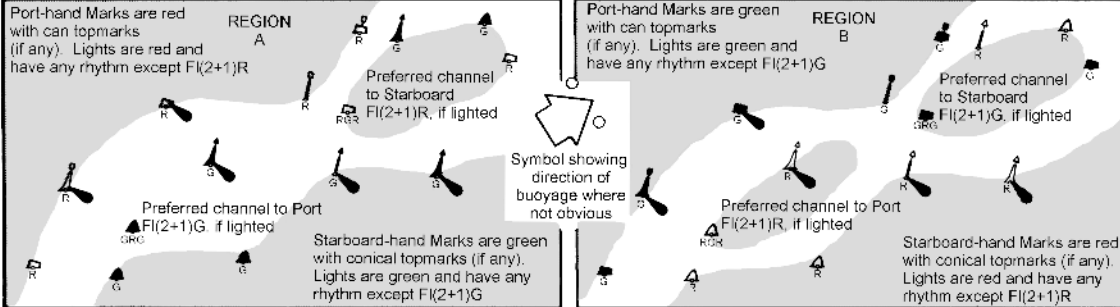 Port-hand Marks are red
with can topmarks
(if any). Lights are red and
have any rhythm except Fl(2+1)R
REGION
A
R
G
G
R
Preferred channel
to Starboard
Fl(2+1)R, if lighted
R
RGR
R
G
G
G
R
Preferred channel to Port
Fl(2+1)G, if lighted
GRG
R
G
G
Starboard-hand Marks are green
with conical topmarks (if any).
Lights are green and have any
rhythm except Fl(2+1)G
Symbol showing
direction of
buoyage where
not obvious
Port-hand Marks are green
with can topmarks
(if any). Lights are green and
have any rhythm except Fl(2+1)G
REGION
B
G
R
R
G
Preferred channel
to Starboard
Fl(2+1)G, if lighted
G
GRG
G
R
R
R
G
Preferred channel to Port
Fl(2+1)R, if lighted
RGR
G
R
R
Starboard-hand Marks are red
with conical topmarks (if any).
Lights are red and have any
rhythm except Fl(2+1)R